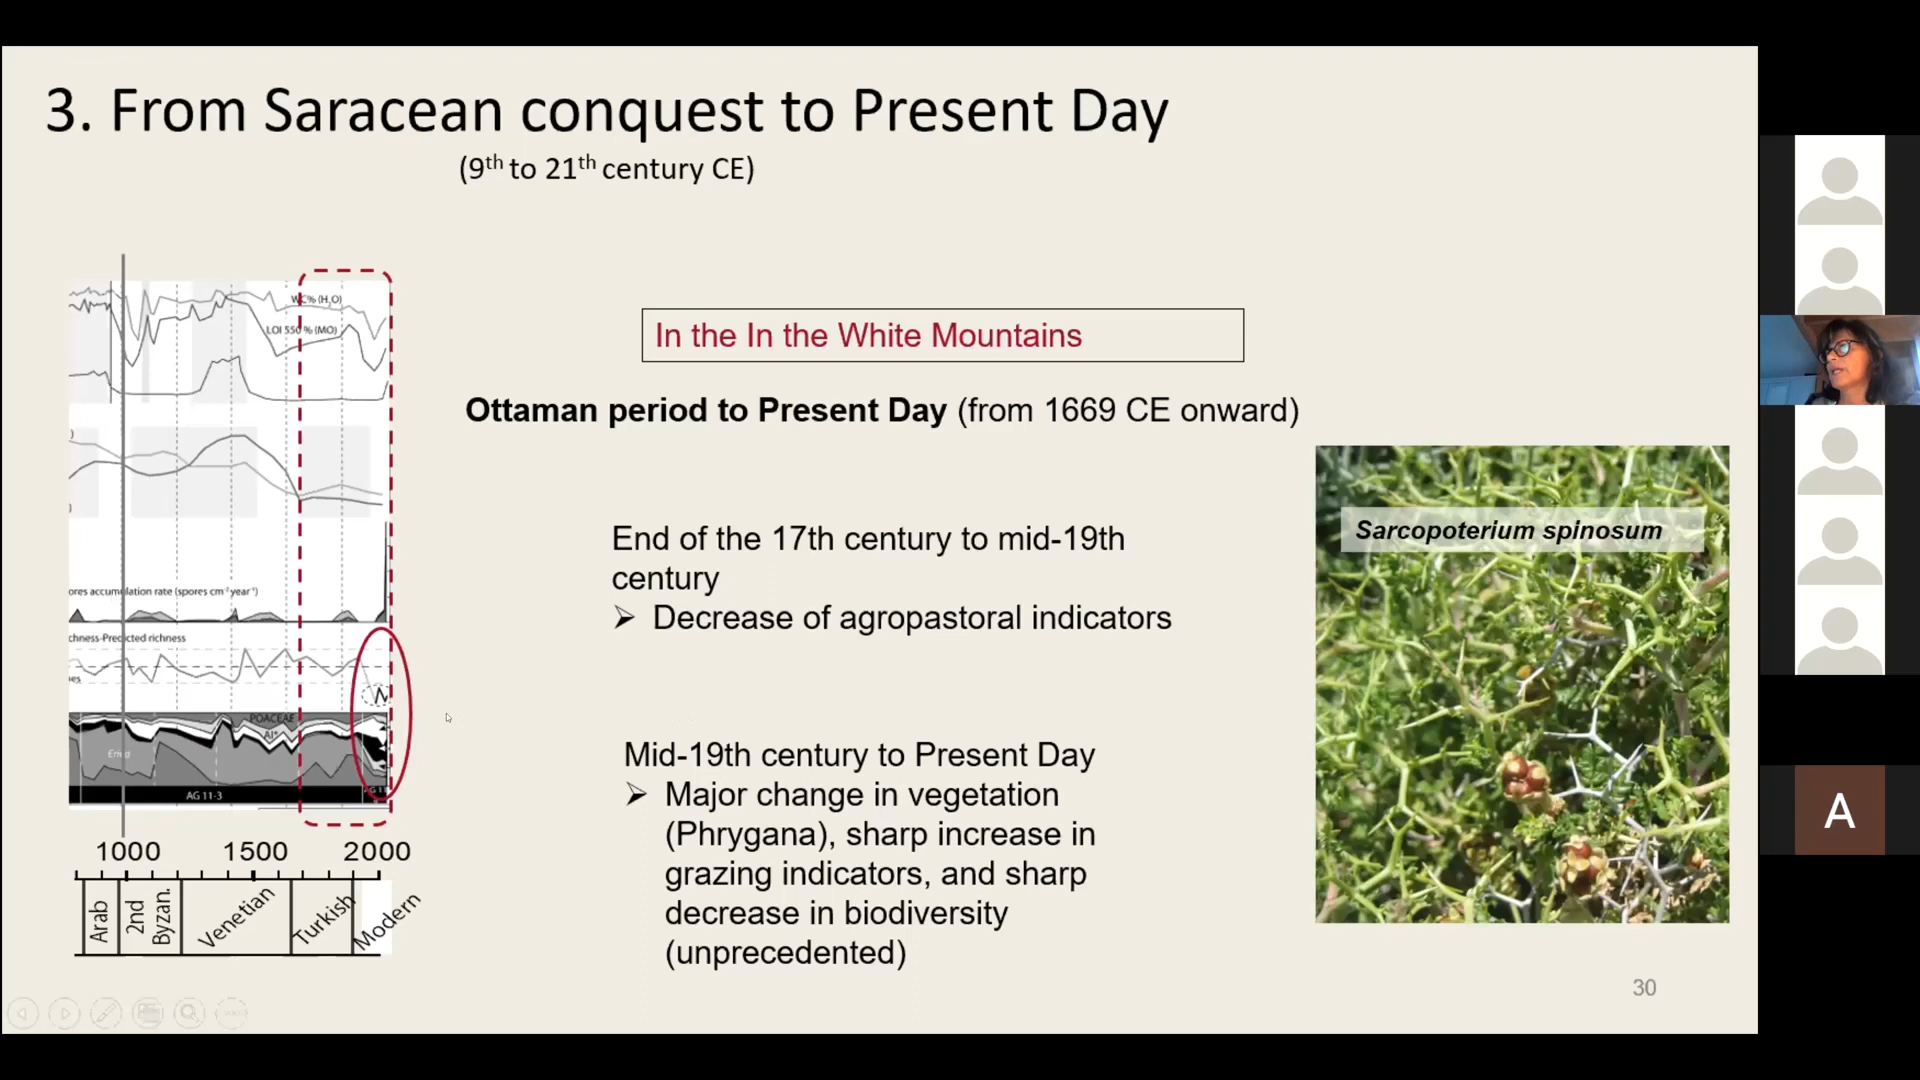 3. From Saracean conquest to Present Day
(9th to 21th century CE)
WC% (H2O)
LOI 550 % (MO)
ores accumulation rate (spores cm-2 year-1)
chness-Predicted richness
POACEAE
AG 11-3
1000 1500 2000
Arab
2nd
Byzan.
Venetian
Turkish
Modern
In the In the White Mountains
Ottaman period to Present Day (from 1669 CE onward)
End of the 17th century to mid-19th
century
➢ Decrease of agropastoral indicators
Mid-19th century to Present Day
➢ Major change in vegetation
(Phrygana), sharp increase in
grazing indicators, and sharp
decrease in biodiversity
(unprecedented)
Sarcopoterium spinosum
30
A